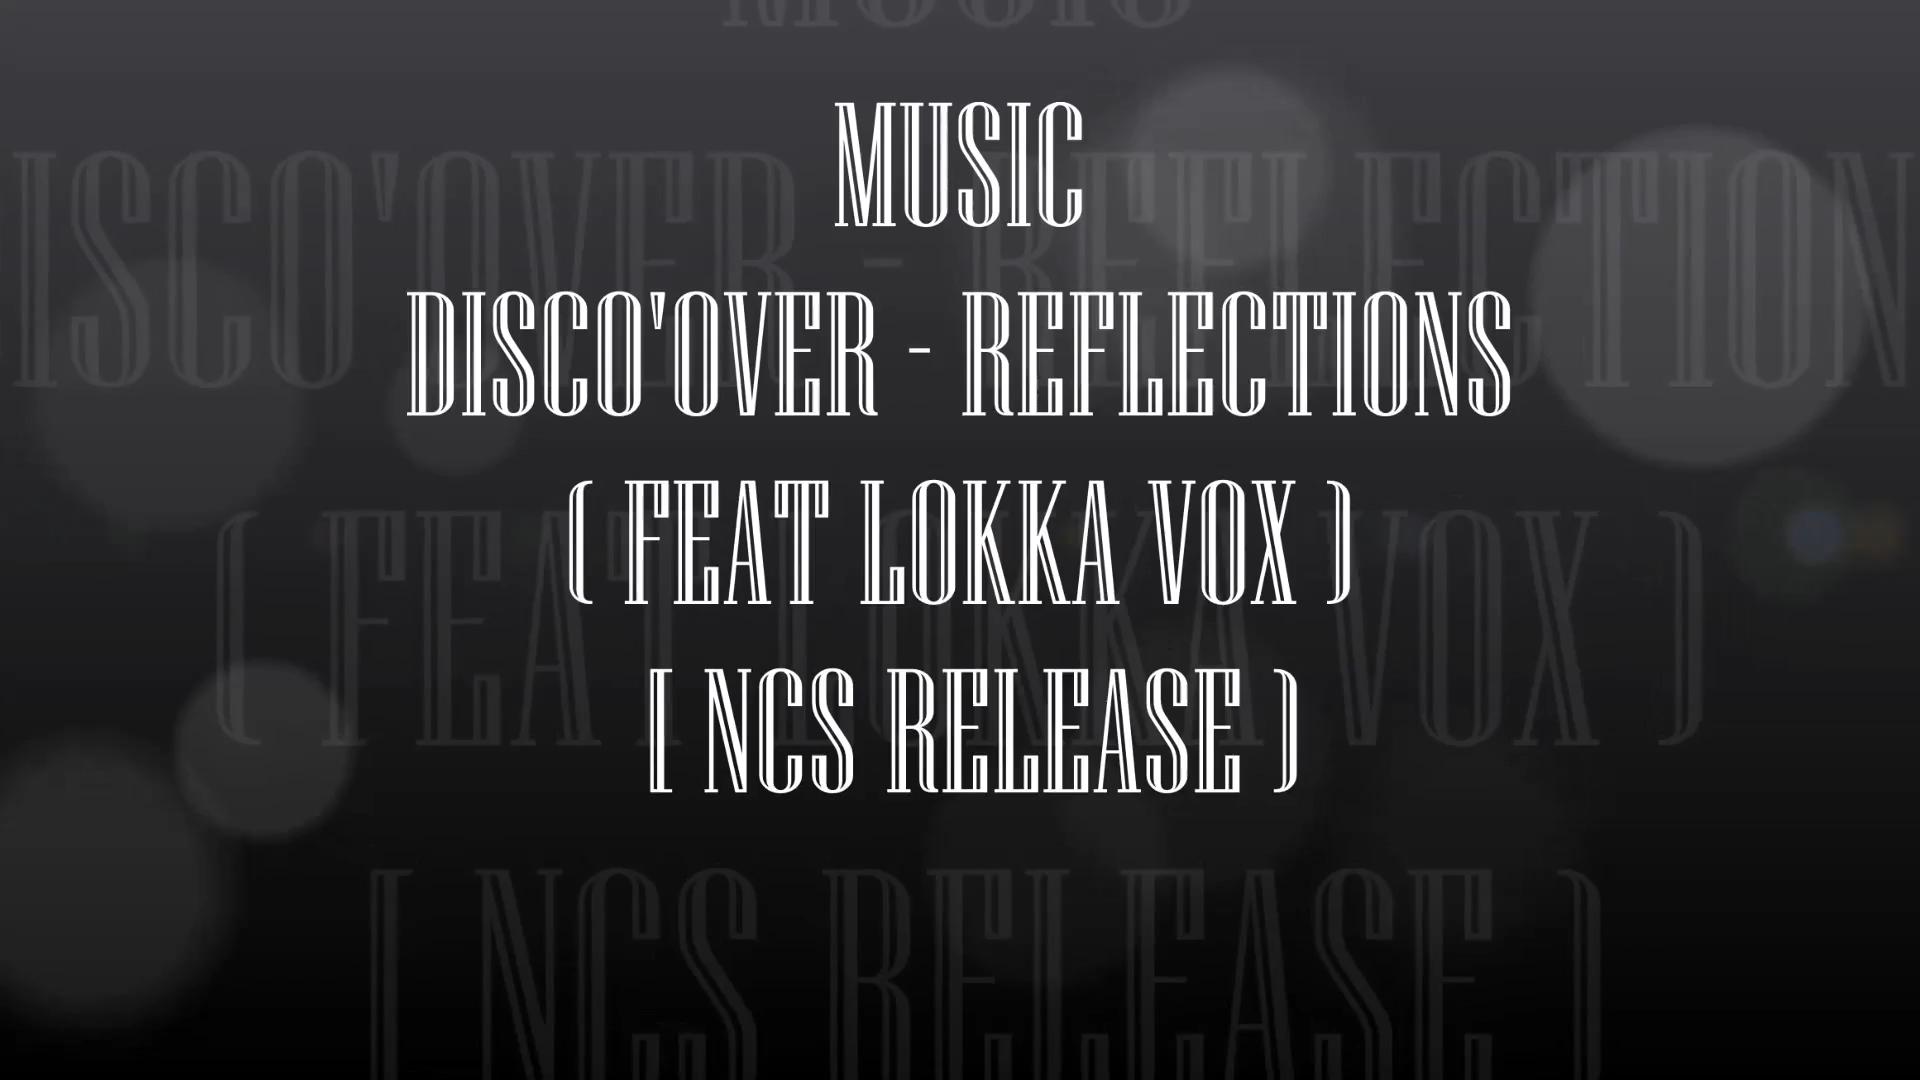 MUSIC
DISCO'OVER - REFLECTIONS
( FEAT LOKKA VOX )
[ NCS RELEASE )